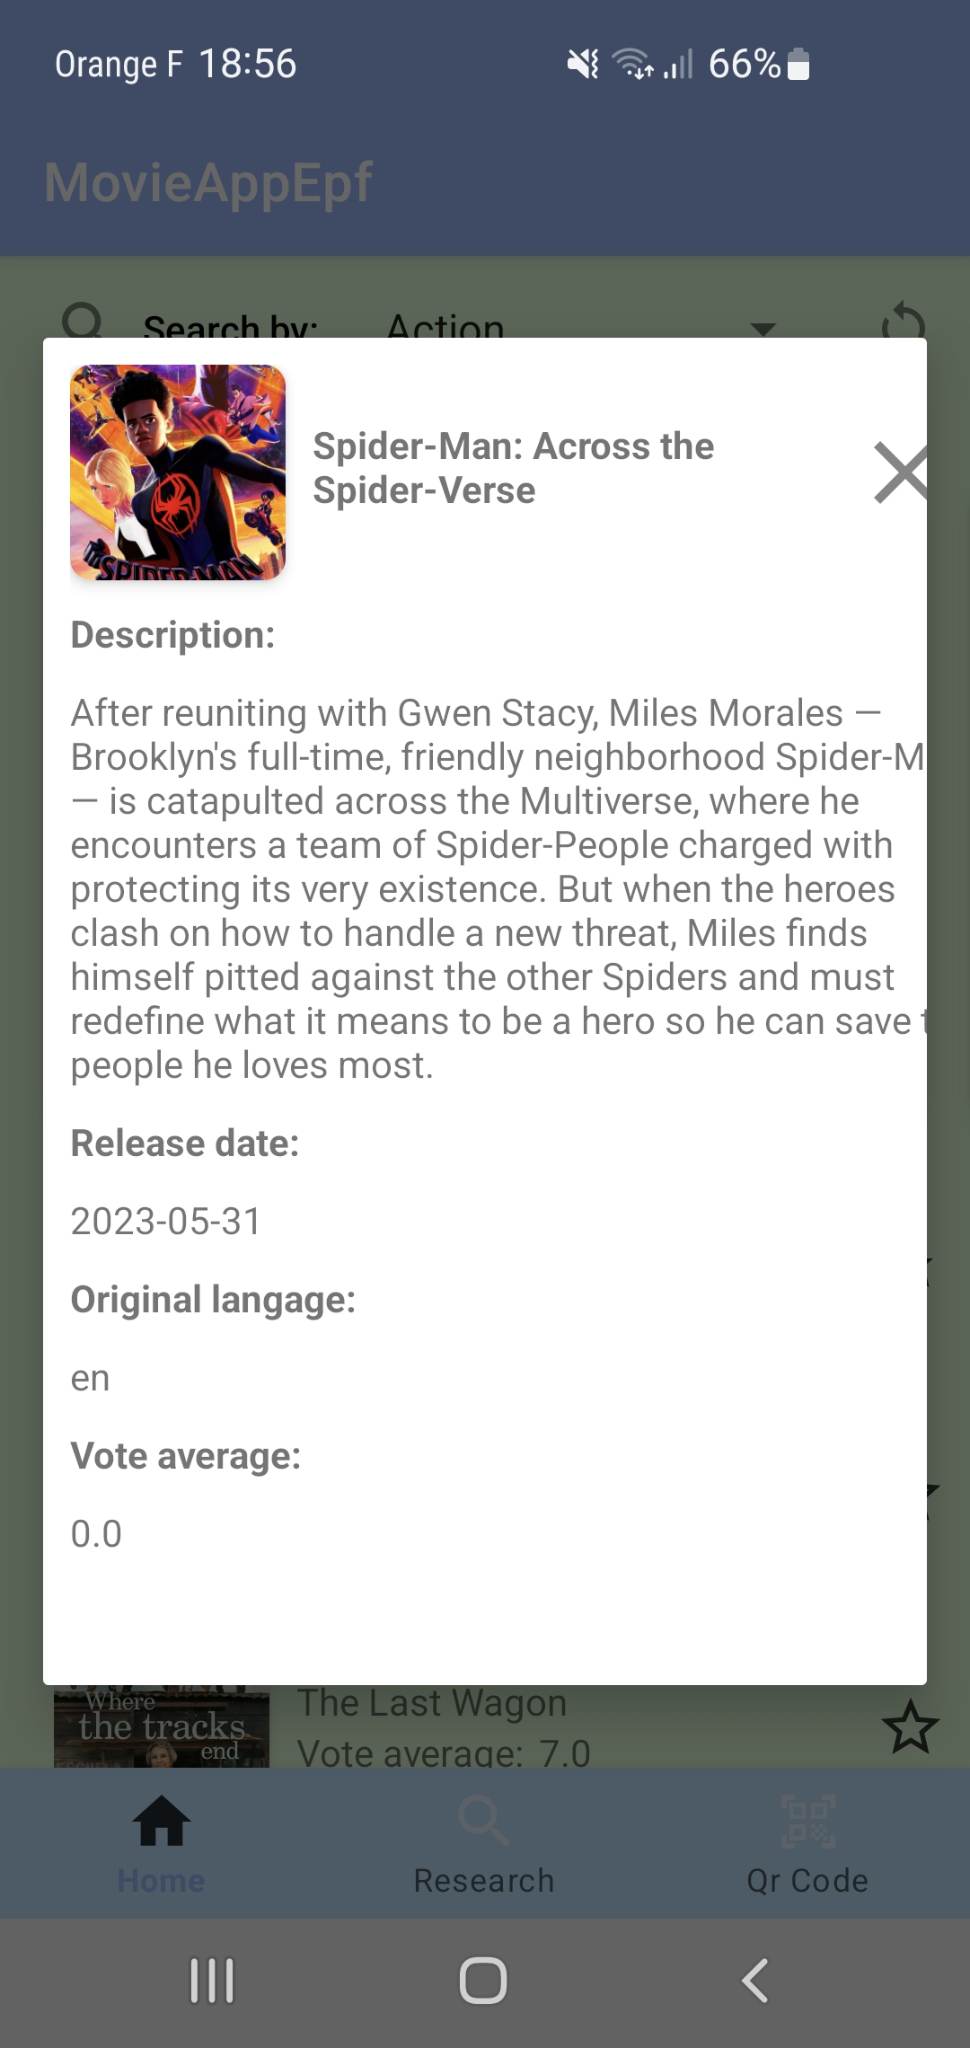 Orange F 18:56
66%
MovieAppEpf
Search by: Action
SPIDER-MAN
Spider-Man: Across the
Spider-Verse
Description:
After reuniting with Gwen Stacy, Miles Morales —
Brooklyn's full-time, friendly neighborhood Spider-M
— is catapulted across the Multiverse, where he
encounters a team of Spider-People charged with
protecting its very existence. But when the heroes
clash on how to handle a new threat, Miles finds
himself pitted against the other Spiders and must
redefine what it means to be a hero so he can save t
people he loves most.
Release date:
2023-05-31
Original langage:
en
Vote average:
0.0
Where
the tracks
end
The Last Wagon
Vote average: 7.0
Home
Research
Qr Code